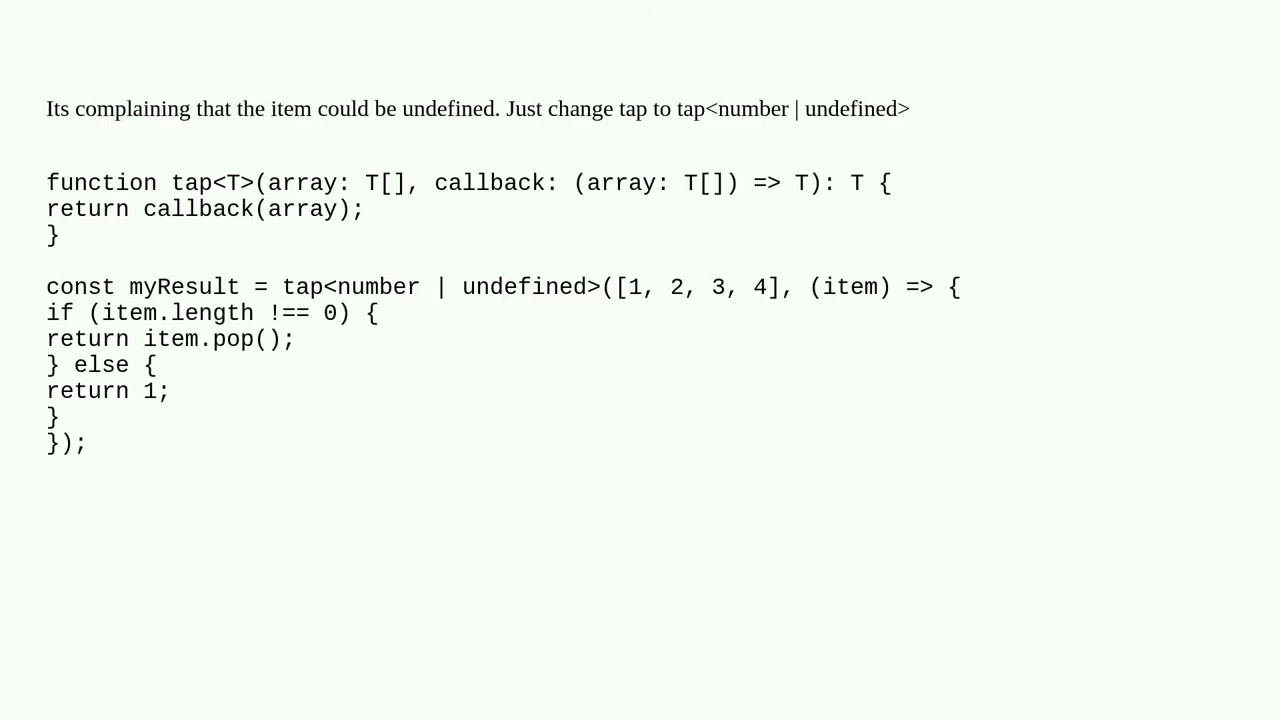 Its complaining that the item could be undefined. Just change tap to tap<number | undefined>
function tap<T>(array: T[], callback: (array: T[]) => T): T {
return callback(array);
}
const myResult = tap<number | undefined>([1, 2, 3, 4], (item) => {
if (item.length !== 0) {
return item.pop();
} else {
return 1;
}
});